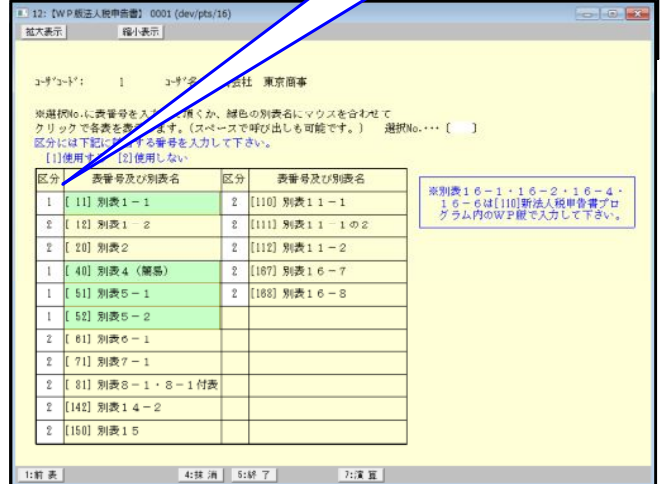 12:【WP版法人税申告書】 0001 (dev/pts/16)
拡大表示 縮小表示
ﾕｰｻﾞｺｰﾄﾞ: 1 ﾕｰｻﾞ名 会社 東京商事
※選択No.に表番号を入 頂くか、緑色の別表名にマウスを合わせて
クリックで各表を表 ます。(スペースで呼び出しも可能です。) 選択No.・・・ [ ]
区分には下記に する番号を入力して下さい。
[1]使用す [2]使用しない
区分 表番号及び別表名 区分 表番号及び別表名
1 [ 11] 別表1－1 2 [110] 別表11－1
2 [ 12] 別表1－2 2 [111] 別表11－1の2
2 [ 20] 別表2 2 [112] 別表11－2
1 [ 40] 別表4（簡易） 2 [167] 別表16－7
1 [ 51] 別表5－1 2 [168] 別表16－8
1 [ 52] 別表5－2
2 [ 61] 別表6－1
2 [ 71] 別表7－1
2 [ 81] 別表8－1・8－1付表
2 [142] 別表14－2
2 [150] 別表15
※別表16－1・16－2・16－4・
16－6は[110]新法人税申告書プロ
グラム内のWP版で入力して下さい。
1:前 表 4:抹 消 5:終 了 7:演 算